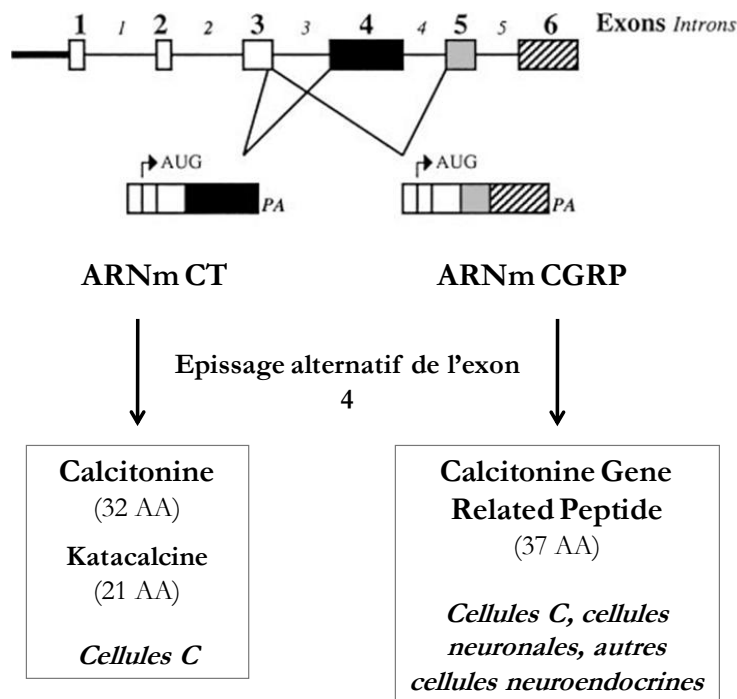 1 1 2 2 3 3 4 4 5 5 6 Exons Introns
AUG
PA
AUG
PA
ARNm CT
ARNm CGRP
Epissage alternatif de l'exon
4
Calcitonine
(32 AA)
Katacalcine
(21 AA)
Cellules C
Calcitonine Gene
Related Peptide
(37 AA)
Cellules C, cellules
neuronales, autres
cellules neuroendocrines